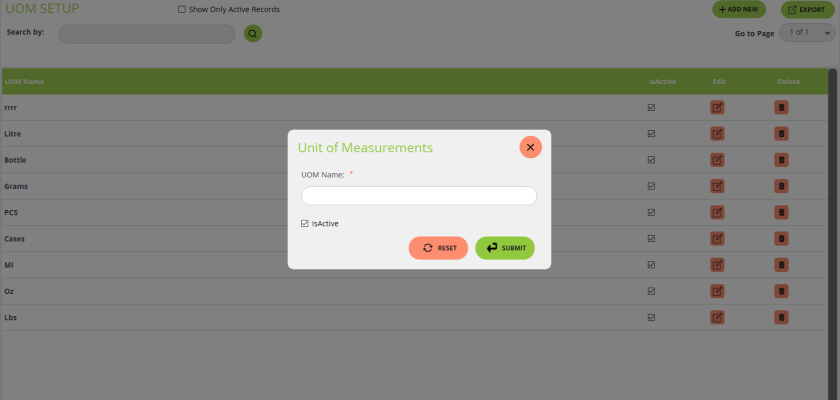 UOM SETUP
Show Only Active Records
ADD NEW
EXPORT
Search by:
Go to Page
1 of 1
UOM Name IsActive Edit Delete
rrrr
Litre
Bottle
Grams
PCS
Cases
Ml
Oz
Lbs
Unit of Measurements
UOM Name: *
IsActive
RESET
SUBMIT